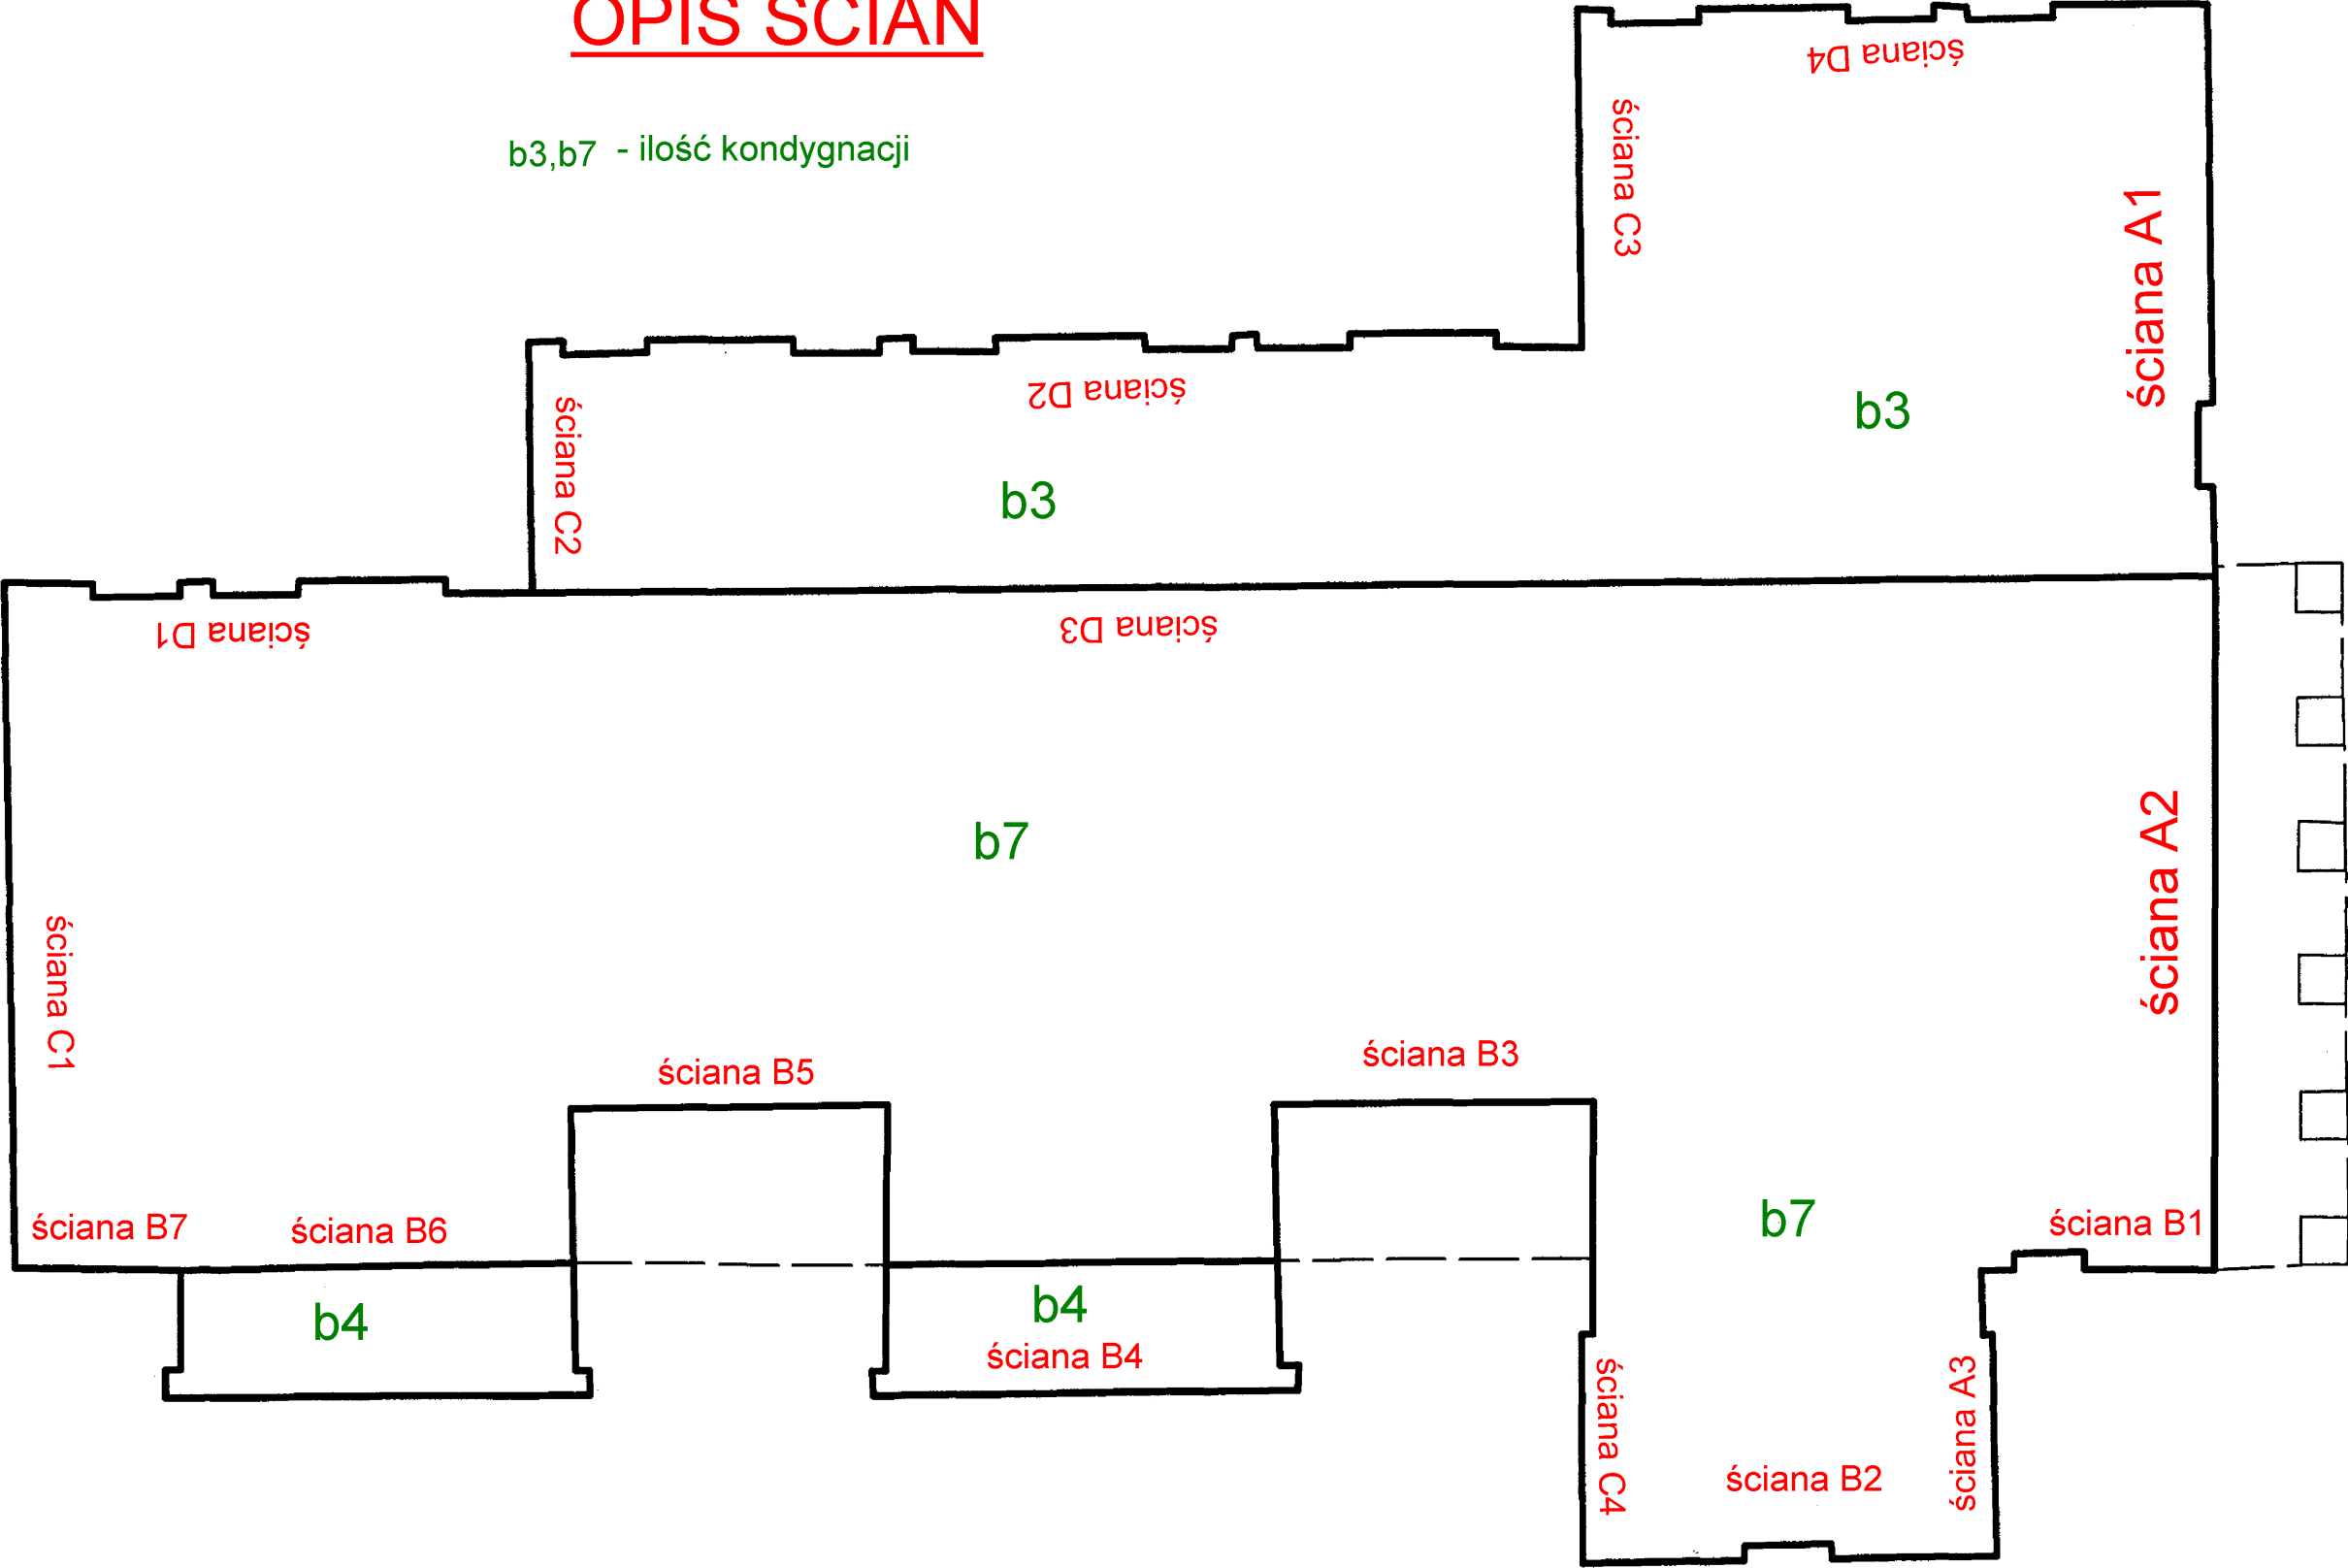 OPIS ŚCIAN
ściana D4
b3,b7 - ilość kondygnacji
ściana C3
ściana A1
ściana D2
b3
ściana C2
b3
ściana D1
ściana D3
b7
ściana A2
ściana C1
ściana B5
ściana B3
ściana B7
ściana B6
b7
ściana B1
b4
b4
ściana B4
ściana C4
ściana A3
ściana B2